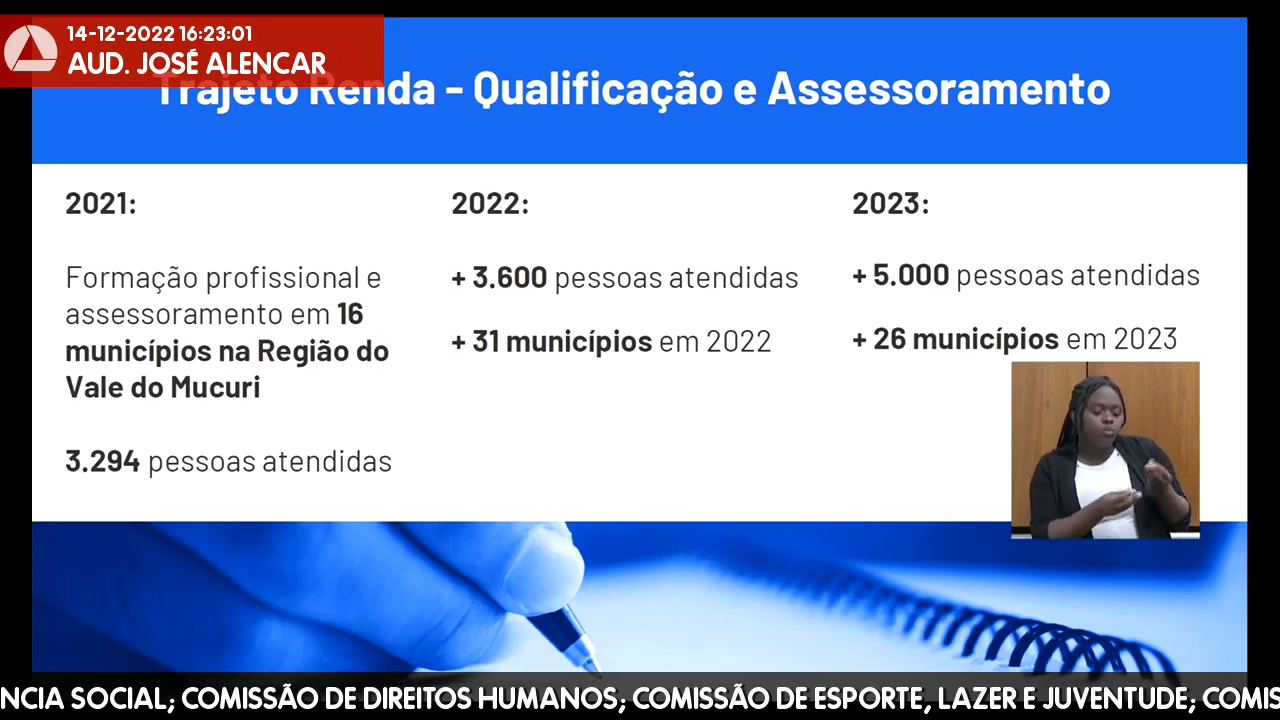 14-12-2022 16:23:01
AUD. JOSÉ ALENCAR
Trajeto Renda - Qualificação e Assessoramento
2021:
Formação profissional e
assessoramento em 16
municípios na Região do
Vale do Mucuri
3.294 pessoas atendidas
2022:
+ 3.600 pessoas atendidas
+ 31 municípios em 2022
2023:
+ 5.000 pessoas atendidas
+ 26 municípios em 2023
NCIA SOCIAL; COMISSÃO DE DIREITOS HUMANOS; COMISSÃO DE ESPORTE, LAZER E JUVENTUDE; COMIS